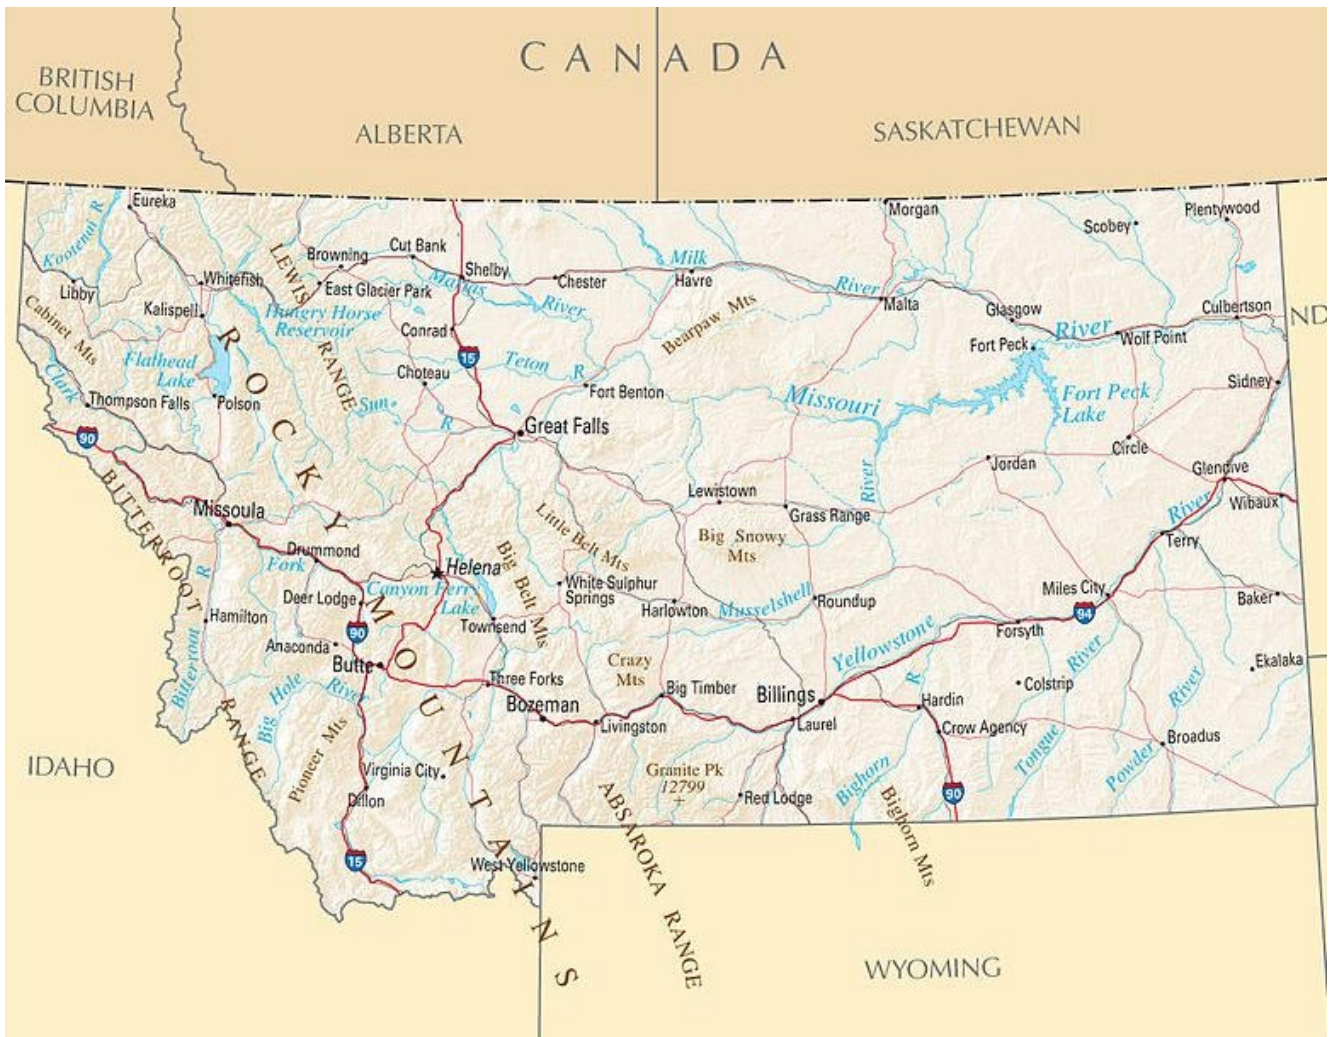 CANADA
BRITISH
COLUMBIA
ALBERTA
SASKATCHEWAN
Eureka
Morgan
Plentywood
Scobey
Kootenai R
LEWIS RANGE
Cut Bank
Browning
Milk River
Whitefish
Shelby
Chester
Havre
Libby
East Glacier Park
Marias River
Malta
Kalispell
Hungry Horse
Reservoir
Glasgow
Culbertson
ND
Cabinet Mts
Conrad
Bearpaw Mts
River
Wolf Point
Fort Peck
15
Flathead
Lake
Teton R
Choteau
Clark
Fort Benton
Missouri
River
Fort Peck
Lake
Sidney
Thompson Falls
Polson
Sun R
Great Falls
90
Circle
Jordan
Glendive
ROCKY MOUNTAINS
BITTERROOT RANGE
Lewistown
Wibaux
Missoula
Grass Range
River
Little Belt Mts
Big Snowy
Mts
Terry
Drummond
Fork
Helena
Big Belt Mts
Canyon Ferry
Lake
White Sulphur
Springs
Miles City
Deer Lodge
Harlowton
Musselshell
Roundup
Baker
Hamilton
Townsend
94
90
Forsyth
Bitterroot R
Anaconda
Butte
Yellowstone
Crazy
Mts
River
Ekalaka
Three Forks
Big Timber
Billings
Colstrip
River
Big Hole River
Bozeman
R
Hardin
Livingston
Laurel
Crow Agency
Broadus
Pioneer Mts
Tongue
Powder
IDAHO
Virginia City
Granite Pk
12799
Bighorn
Red Lodge
90
Dillon
ABSAROKA RANGE
Bighorn Mts
15
West Yellowstone
WYOMING